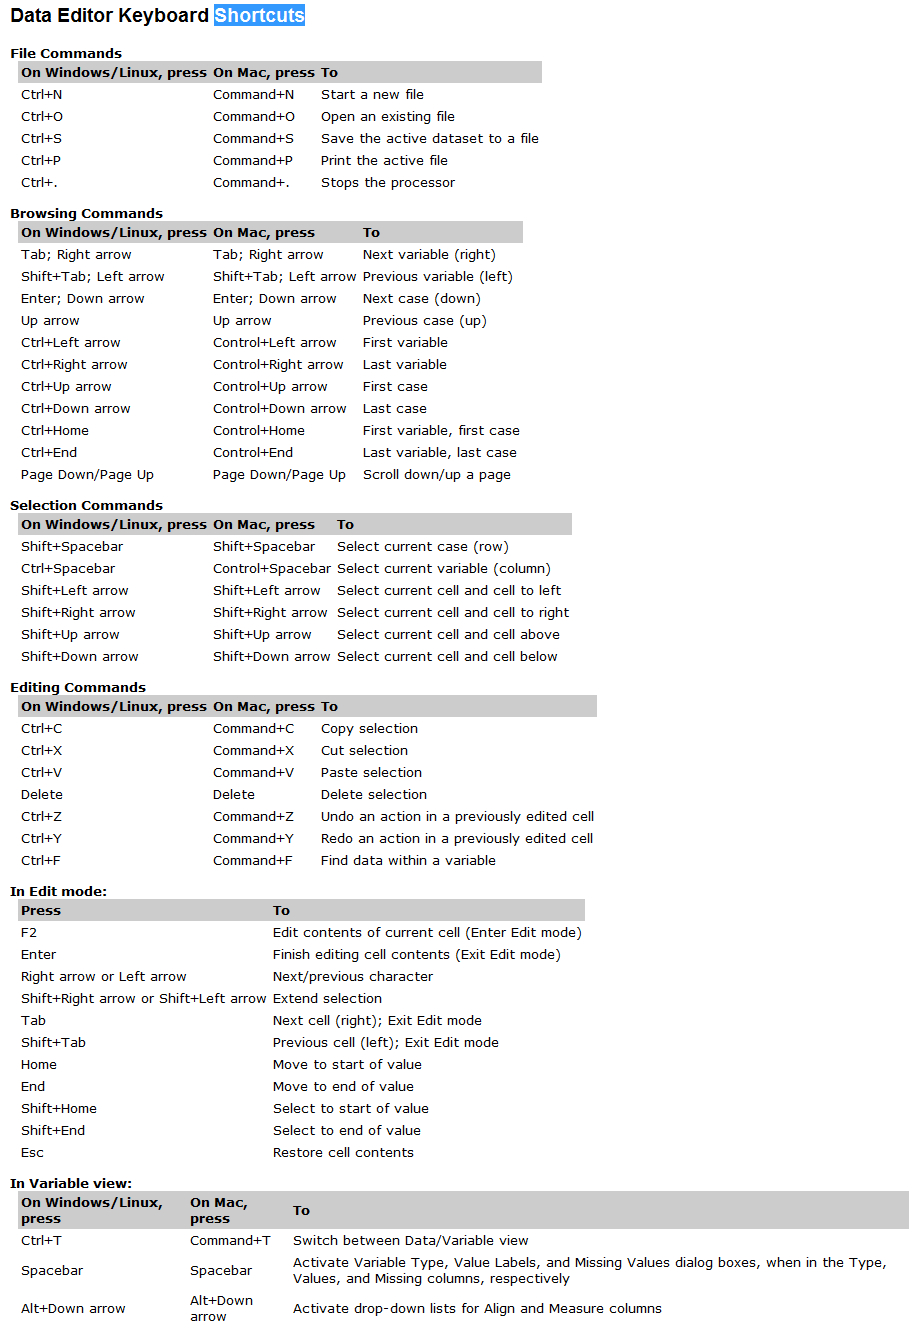 Data Editor Keyboard Shortcuts
File Commands
On Windows/Linux, press On Mac, press To
Ctrl+N Command+N Start a new file
Ctrl+O Command+O Open an existing file
Ctrl+S Command+S Save the active dataset to a file
Ctrl+P Command+P Print the active file
Ctrl+. Command+. Stops the processor
Browsing Commands
On Windows/Linux, press On Mac, press To
Tab; Right arrow Tab; Right arrow Next variable (right)
Shift+Tab; Left arrow Shift+Tab; Left arrow Previous variable (left)
Enter; Down arrow Enter; Down arrow Next case (down)
Up arrow Up arrow Previous case (up)
Ctrl+Left arrow Control+Left arrow First variable
Ctrl+Right arrow Control+Right arrow Last variable
Ctrl+Up arrow Control+Up arrow First case
Ctrl+Down arrow Control+Down arrow Last case
Ctrl+Home Control+Home First variable, first case
Ctrl+End Control+End Last variable, last case
Page Down/Page Up Page Down/Page Up Scroll down/up a page
Selection Commands
On Windows/Linux, press On Mac, press To
Shift+Spacebar Shift+Spacebar Select current case (row)
Ctrl+Spacebar Control+Spacebar Select current variable (column)
Shift+Left arrow Shift+Left arrow Select current cell and cell to left
Shift+Right arrow Shift+Right arrow Select current cell and cell to right
Shift+Up arrow Shift+Up arrow Select current cell and cell above
Shift+Down arrow Shift+Down arrow Select current cell and cell below
Editing Commands
On Windows/Linux, press On Mac, press To
Ctrl+C Command+C Copy selection
Ctrl+X Command+X Cut selection
Ctrl+V Command+V Paste selection
Delete Delete Delete selection
Ctrl+Z Command+Z Undo an action in a previously edited cell
Ctrl+Y Command+Y Redo an action in a previously edited cell
Ctrl+F Command+F Find data within a variable
In Edit mode:
Press To
F2 Edit contents of current cell (Enter Edit mode)
Enter Finish editing cell contents (Exit Edit mode)
Right arrow or Left arrow Next/previous character
Shift+Right arrow or Shift+Left arrow Extend selection
Tab Next cell (right); Exit Edit mode
Shift+Tab Previous cell (left); Exit Edit mode
Home Move to start of value
End Move to end of value
Shift+Home Select to start of value
Shift+End Select to end of value
Esc Restore cell contents
In Variable view:
On Windows/Linux, press On Mac, press To
Ctrl+T Command+T Switch between Data/Variable view
Spacebar Spacebar Activate Variable Type, Value Labels, and Missing Values dialog boxes, when in the Type,
Values, and Missing columns, respectively
Alt+Down arrow Alt+Down arrow Activate drop-down lists for Align and Measure columns